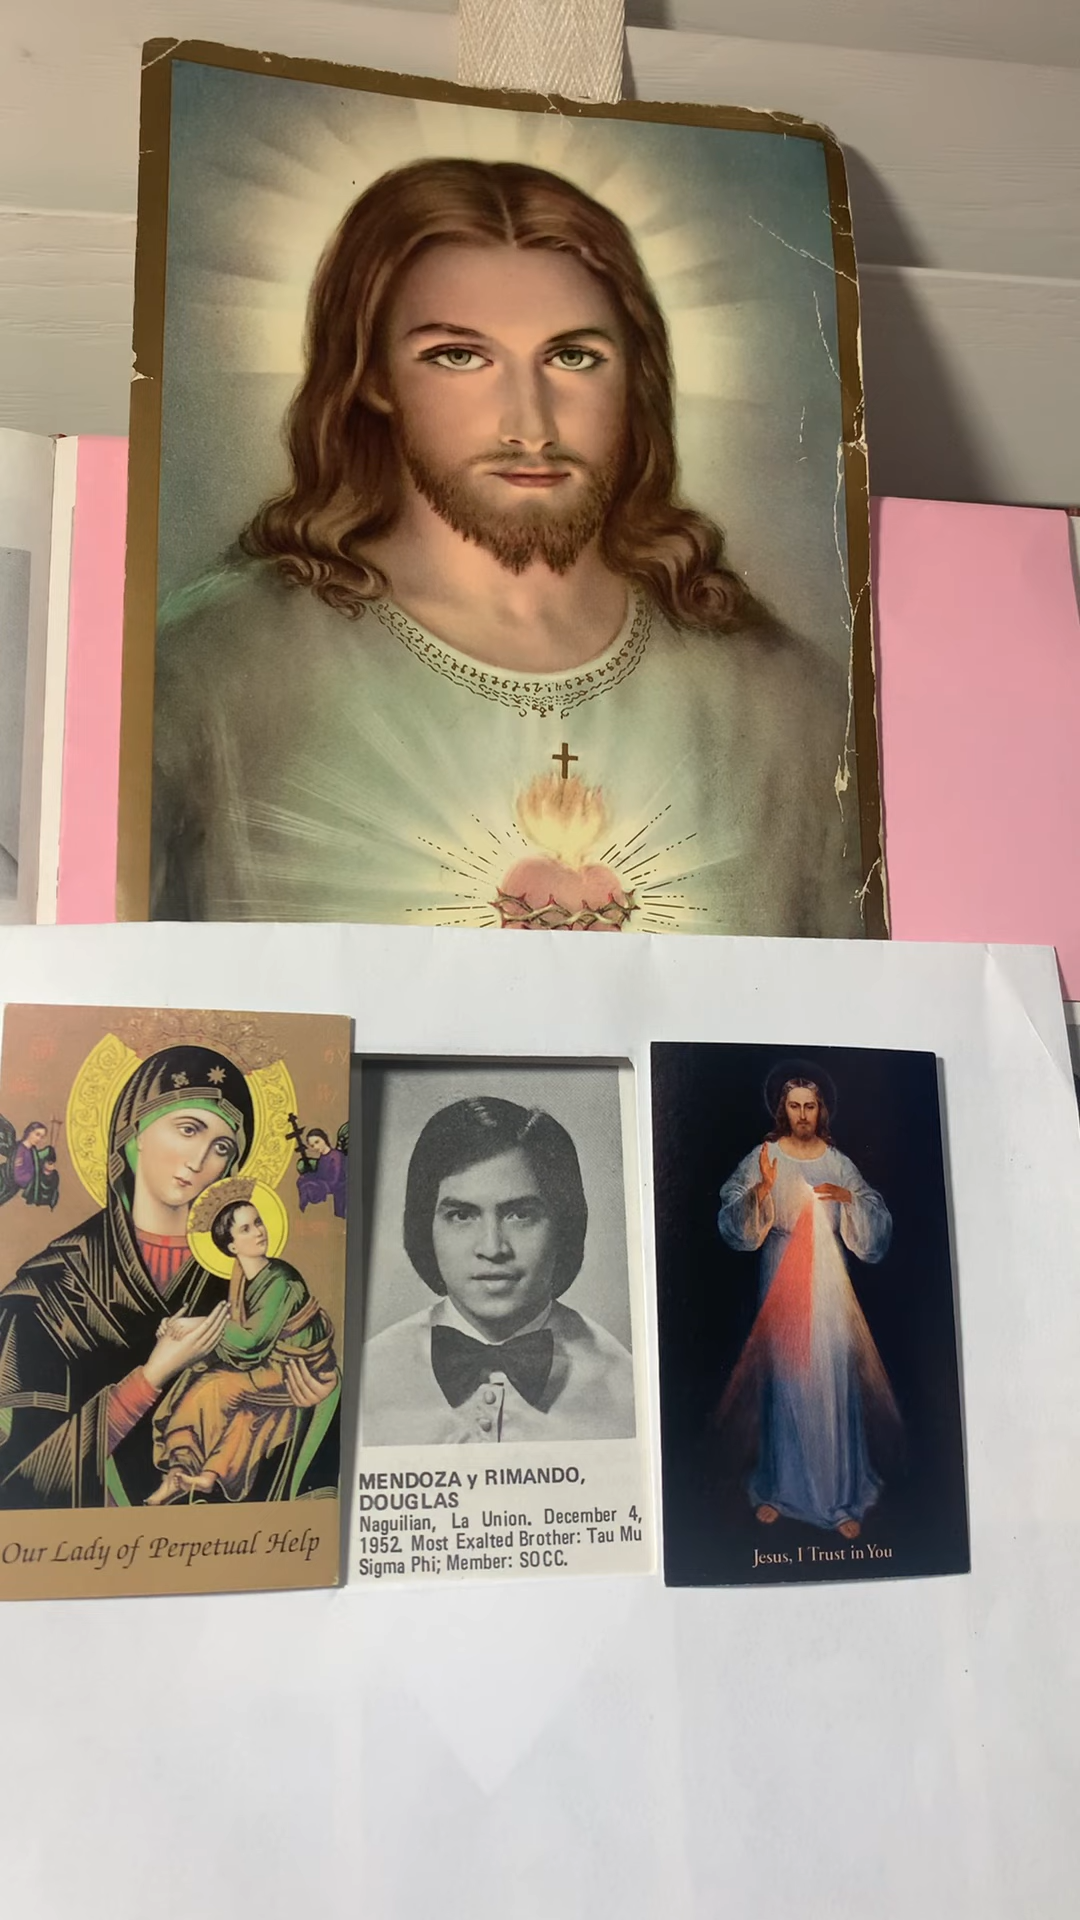 Our Lady of Perpetual Help
MENDOZA y RIMANDO,
DOUGLAS
Naguilian, La Union. December 4,
1952. Most Exalted Brother: Tau Mu
Sigma Phi; Member: SOCC.
Jesus, I Trust in You